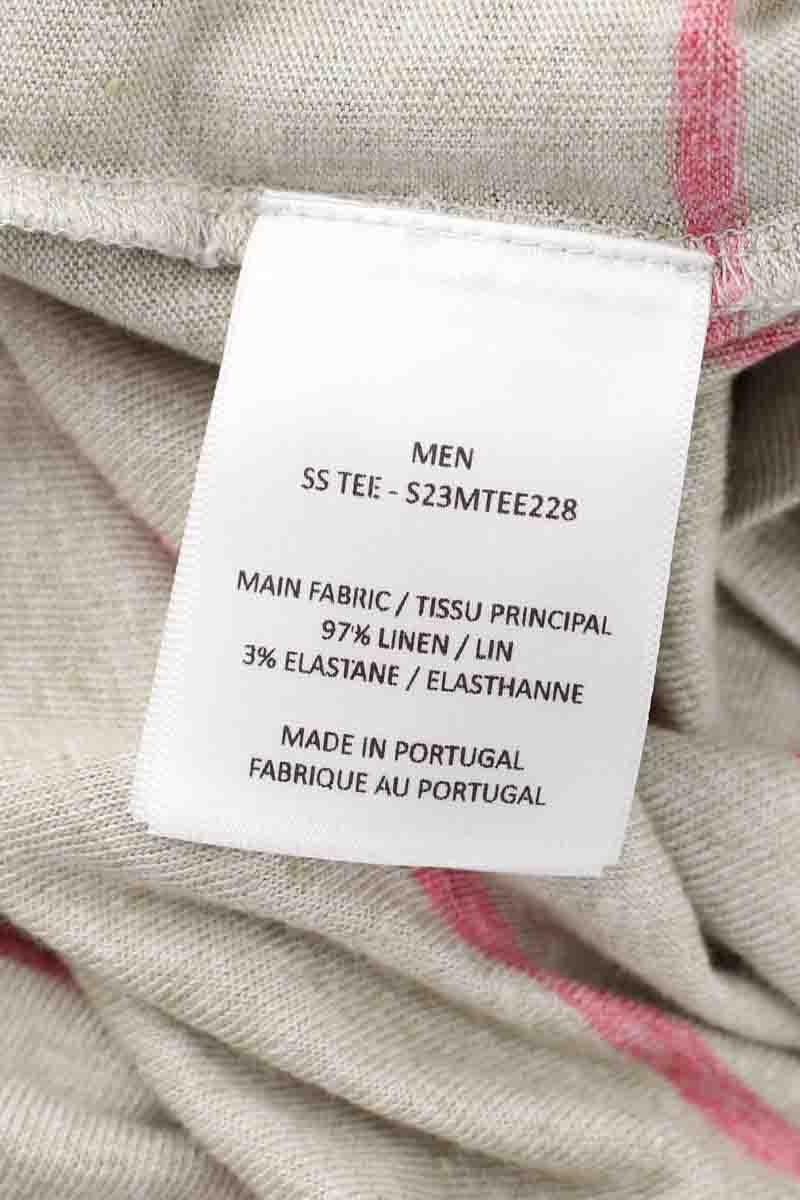 MEN
SS TEE - S23MTEE228
MAIN FABRIC / TISSU PRINCIPAL
97% LINEN / LIN
3% ELASTANE / ELASTHANNE
MADE IN PORTUGAL
FABRIQUE AU PORTUGAL